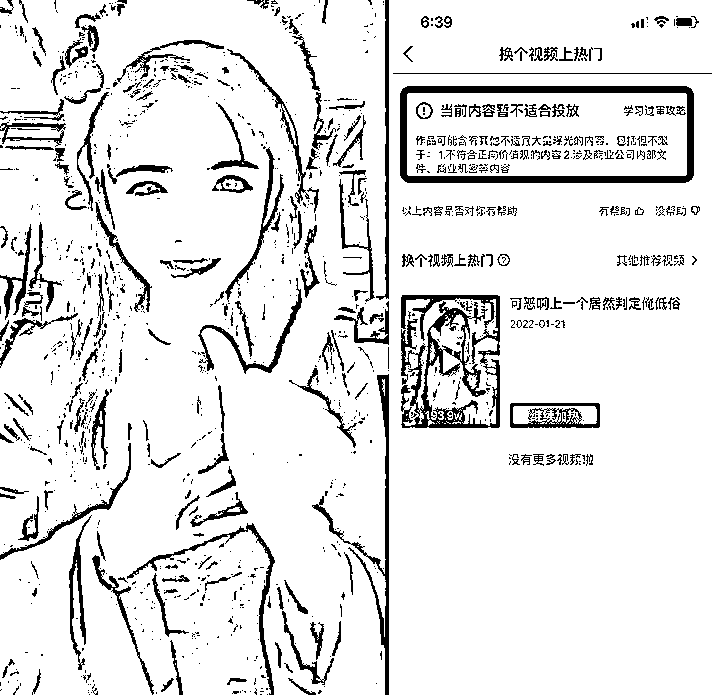 6:39
换个视频上热门
当前内容暂不适合投放
学习过审攻略
作品可能含有其他不适宜大量曝光的内容，包括但不限
于：1.不符合正向价值观的内容 2.涉及商业公司内部文
件、商业机密等内容
以上内容是否对你有帮助
有帮助
没帮助
换个视频上热门
其他推荐视频
可恶啊上一个居然判定俺低俗
2022-01-21
继续加热
没有更多视频啦